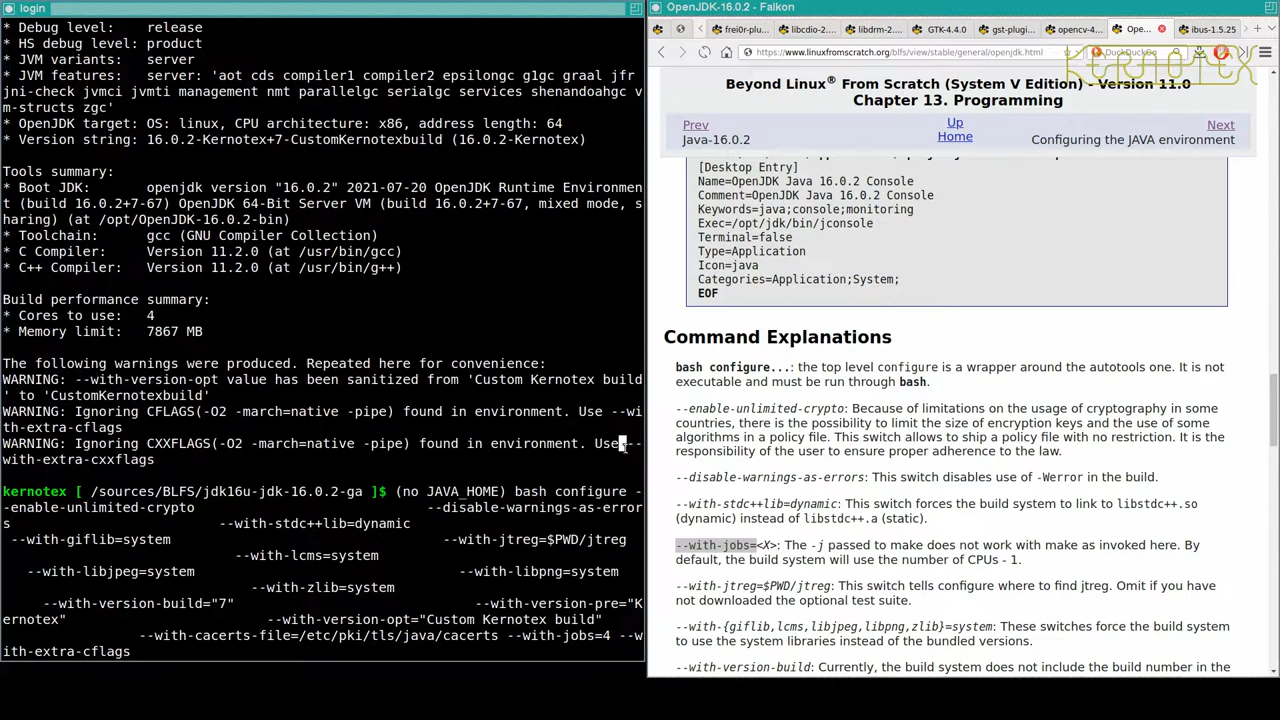 login
* Debug level:   release
* HS debug level: product
* JVM variants:  server
* JVM features:  server: 'aot cds compiler1 compiler2 epsilongc g1gc graal jfr
jni-check jvmci jvmti management nmt parallelgc serialgc services shenandoahgc v
m-structs zgc'
* OpenJDK target: OS: linux, CPU architecture: x86, address length: 64
* Version string: 16.0.2-Kernotex+7-CustomKernotexbuild (16.0.2-Kernotex)
Tools summary:
* Boot JDK:      openjdk version "16.0.2" 2021-07-20 OpenJDK Runtime Environmen
t (build 16.0.2+7-67) OpenJDK 64-Bit Server VM (build 16.0.2+7-67, mixed mode, s
haring) (at /opt/OpenJDK-16.0.2-bin)
* Toolchain:     gcc (GNU Compiler Collection)
* C Compiler:    Version 11.2.0 (at /usr/bin/gcc)
* C++ Compiler:  Version 11.2.0 (at /usr/bin/g++)
Build performance summary:
* Cores to use:   4
* Memory limit:   7867 MB
The following warnings were produced. Repeated here for convenience:
WARNING: --with-version-opt value has been sanitized from 'Custom Kernotex build
' to 'CustomKernotexbuild'
WARNING: Ignoring CFLAGS(-O2 -march=native -pipe) found in environment. Use --wi
th-extra-cflags
WARNING: Ignoring CXXFLAGS(-O2 -march=native -pipe) found in environment. Use --
with-extra-cxxflags
kernotex [ /sources/BLFS/jdk16u-jdk-16.0.2-ga ]$ (no JAVA_HOME) bash configure -
-enable-unlimited-crypto                             --disable-warnings-as-error
s                          --with-stdc++lib=dynamic
--with-giflib=system                       --with-jtreg=$PWD/jtreg
--with-lcms=system
--with-libjpeg=system                        --with-libpng=system
--with-zlib=system
--with-version-build="7"                              --with-version-pre="K
ernotex"                     --with-version-opt="Custom Kernotex build"
--with-cacerts-file=/etc/pki/tls/java/cacerts --with-jobs=4 --w
ith-extra-cflags
OpenJDK-16.0.2 - Falkon
frei0r-plu... libcdio-2.... libdrm-2.... GTK-4.4.0 gst-plugin... opencv-4... Ope... ibus-1.5.25
https://www.linuxfromscratch.org/blfs/view/stable/general/openjdk.html DuckDuckGo
KERNOTEX
Beyond Linux® From Scratch (System V Edition) - Version 11.0
Chapter 13. Programming
Prev Up Next
Java-16.0.2 Home Configuring the JAVA environment
[Desktop Entry]
Name=OpenJDK Java 16.0.2 Console
Comment=OpenJDK Java 16.0.2 Console
Keywords=java;console;monitoring
Exec=/opt/jdk/bin/jconsole
Terminal=false
Type=Application
Icon=java
Categories=Application;System;
EOF
Command Explanations
bash configure...: the top level configure is a wrapper around the autotools one. It is not
executable and must be run through bash.
--enable-unlimited-crypto: Because of limitations on the usage of cryptography in some
countries, there is the possibility to limit the size of encryption keys and the use of some
algorithms in a policy file. This switch allows to ship a policy file with no restriction. It is the
responsibility of the user to ensure proper adherence to the law.
--disable-warnings-as-errors: This switch disables use of -Werror in the build.
--with-stdc++lib=dynamic: This switch forces the build system to link to libstdc++.so
(dynamic) instead of libstdc++.a (static).
--with-jobs=<X>: The -j passed to make does not work with make as invoked here. By
default, the build system will use the number of CPUs - 1.
--with-jtreg=$PWD/jtreg: This switch tells configure where to find jtreg. Omit if you have
not downloaded the optional test suite.
--with-{giflib,lcms,libjpeg,libpng,zlib}=system: These switches force the build system
to use the system libraries instead of the bundled versions.
--with-version-build: Currently, the build system does not include the build number in the